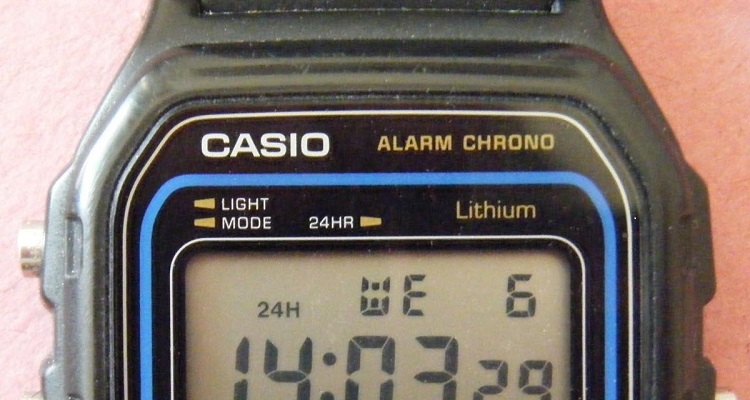 CASIO ALARM CHRONO
LIGHT
MODE 24HR Lithium
24H WE 6
14:03 29